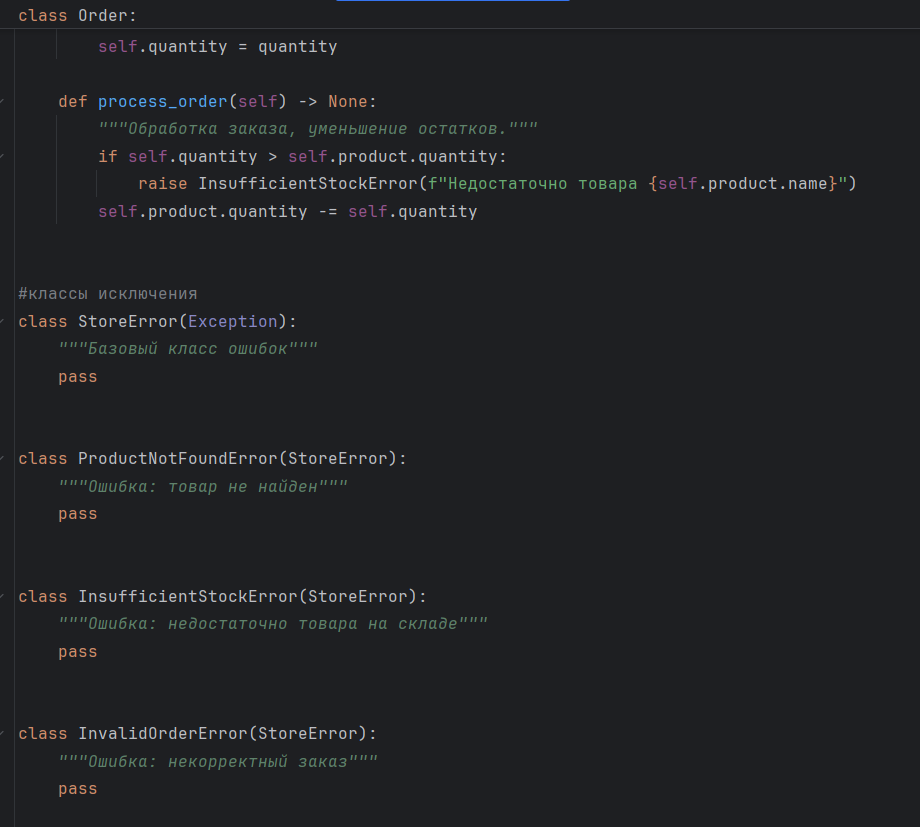 class Order:
        self.quantity = quantity

    def process_order(self) -> None:
        """Обработка заказа, уменьшение остатков."""
        if self.quantity > self.product.quantity:
            raise InsufficientStockError(f"Недостаточно товара {self.product.name}")
        self.product.quantity -= self.quantity


#классы исключения
class StoreError(Exception):
    """Базовый класс ошибок"""
    pass


class ProductNotFoundError(StoreError):
    """Ошибка: товар не найден"""
    pass


class InsufficientStockError(StoreError):
    """Ошибка: недостаточно товара на складе"""
    pass


class InvalidOrderError(StoreError):
    """Ошибка: некорректный заказ"""
    pass